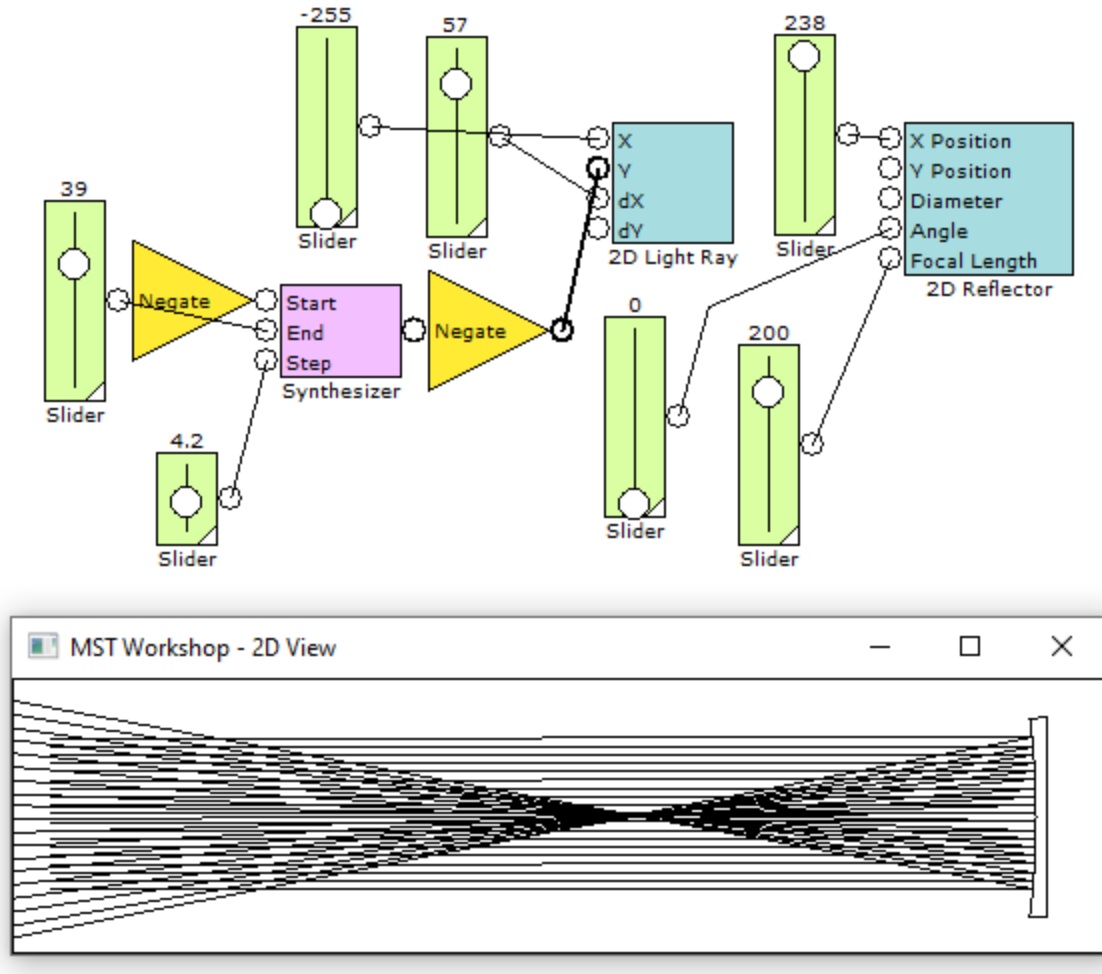 -255
57
238
Slider
Slider
X
Y
dX
dY
2D Light Ray
Slider
X Position
Y Position
Diameter
Angle
Focal Length
2D Reflector
39
Slider
Negate
Start
End
Step
Synthesizer
Negate
4.2
Slider
0
Slider
200
Slider
MST Workshop - 2D View